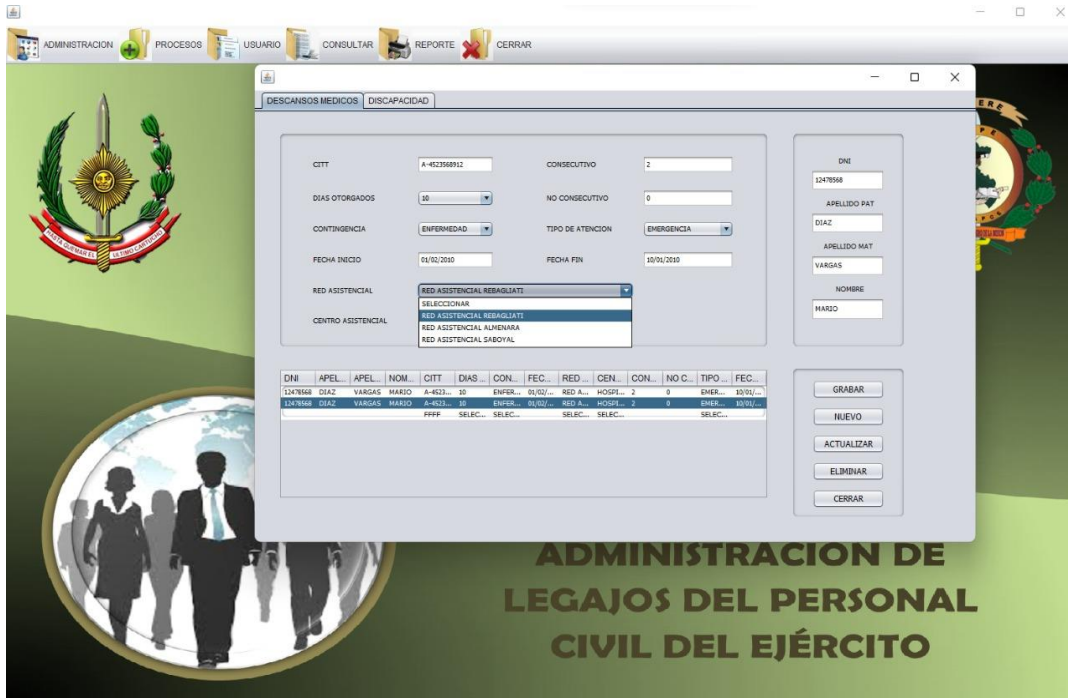 ADMINISTRACION PROCESOS USUARIO CONSULTAR REPORTE CERRAR
DESCANSOS MEDICOS DISCAPACIDAD
CITT A-4523568912 CONSECUTIVO 2
DIAS OTORGADOS 10 NO CONSECUTIVO 0
CONTINGENCIA ENFERMEDAD TIPO DE ATENCION EMERGENCIA
FECHA INICIO 01/02/2010 FECHA FIN 10/01/2010
RED ASISTENCIAL RED ASISTENCIAL REBAGLIATI
SELECCIONAR
RED ASISTENCIAL REBAGLIATI
CENTRO ASISTENCIAL
RED ASISTENCIAL ALMENARA
RED ASISTENCIAL SABOYAL
DNI
12478568
APELLIDO PAT
DIAZ
APELLIDO MAT
VARGAS
NOMBRE
MARIO
DNI APEL... APEL... NOM... CITT DIAS ... CON... FEC... RED ... CEN... CON... NO C... TIPO ... FEC...
12478568 DIAZ VARGAS MARIO A-4523... 10 ENFER... 01/02/... RED A... HOSPI... 2 0 EMER... 10/01/...
12478568 DIAZ VARGAS MARIO A-4523... 10 ENFER... 01/02/... RED A... HOSPI... 2 0 EMER... 10/01/...
FFFF SELEC... SELEC... SELEC... SELEC... SELEC...
GRABAR
NUEVO
ACTUALIZAR
ELIMINAR
CERRAR
HASTA QUEMAR EL ULTIMO CARTUCHO
ADMINISTRACION DE
LEGAJOS DEL PERSONAL
CIVIL DEL EJÉRCITO